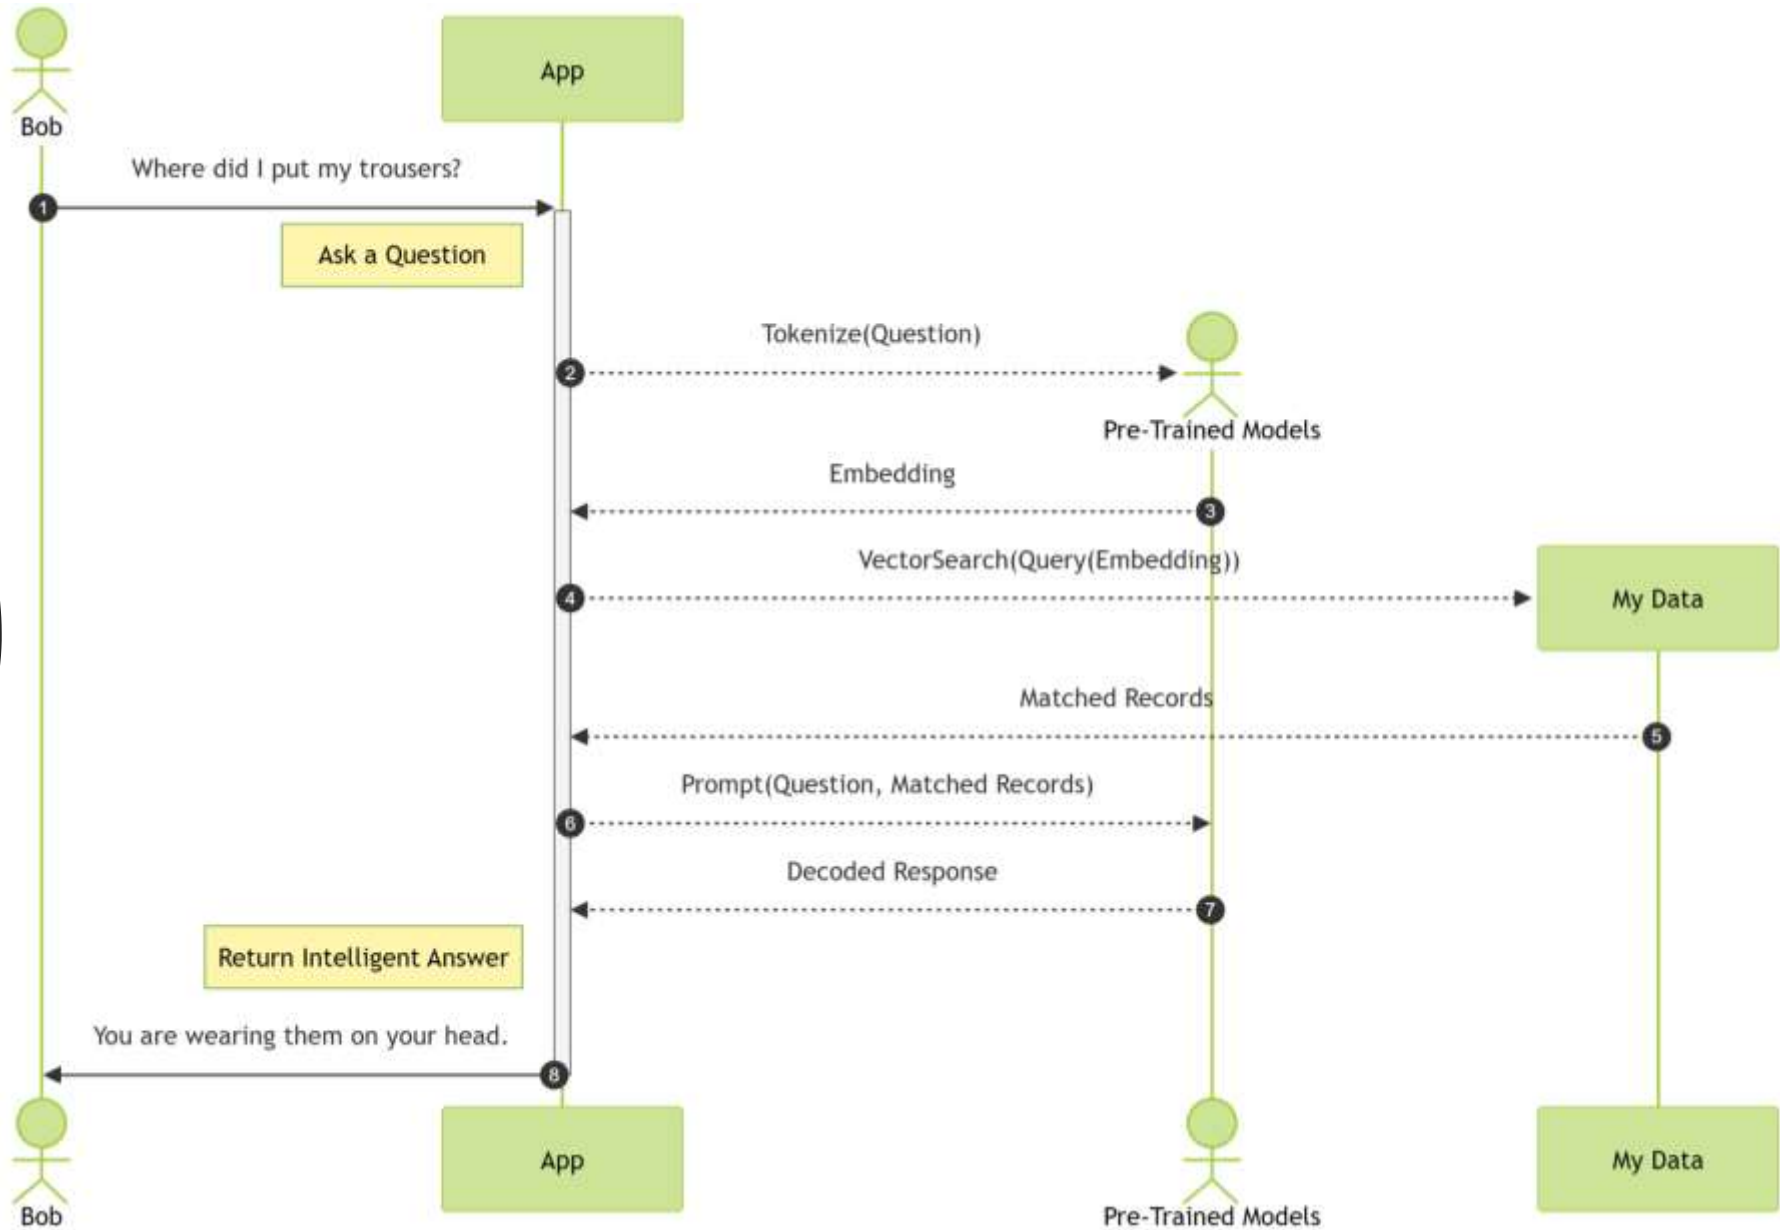 App
Bob
Where did I put my trousers?
1
Ask a Question
Tokenize(Question)
2
Pre-Trained Models
Embedding
3
VectorSearch(Query(Embedding))
4
My Data
Matched Records
5
Prompt(Question, Matched Records)
6
Decoded Response
7
Return Intelligent Answer
You are wearing them on your head.
8
App
My Data
Bob
Pre-Trained Models